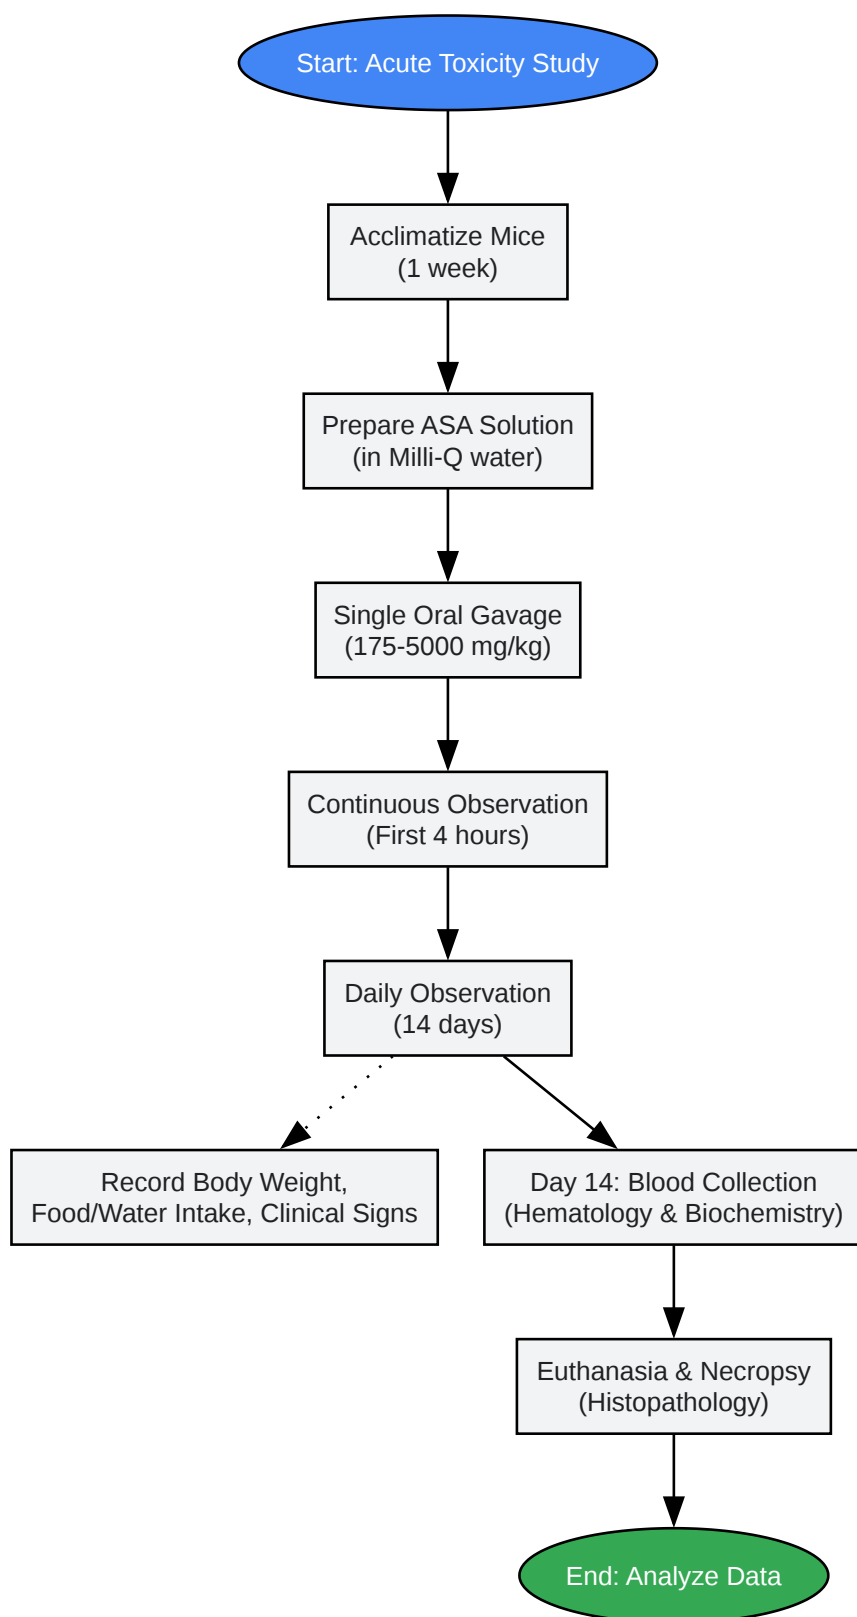 Start: Acute Toxicity Study
Acclimatize Mice
(1 week)
Prepare ASA Solution
(in Milli-Q water)
Single Oral Gavage
(175-5000 mg/kg)
Continuous Observation
(First 4 hours)
Daily Observation
(14 days)
Record Body Weight,
Food/Water Intake, Clinical Signs
Day 14: Blood Collection
(Hematology & Biochemistry)
Euthanasia & Necropsy
(Histopathology)
End: Analyze Data